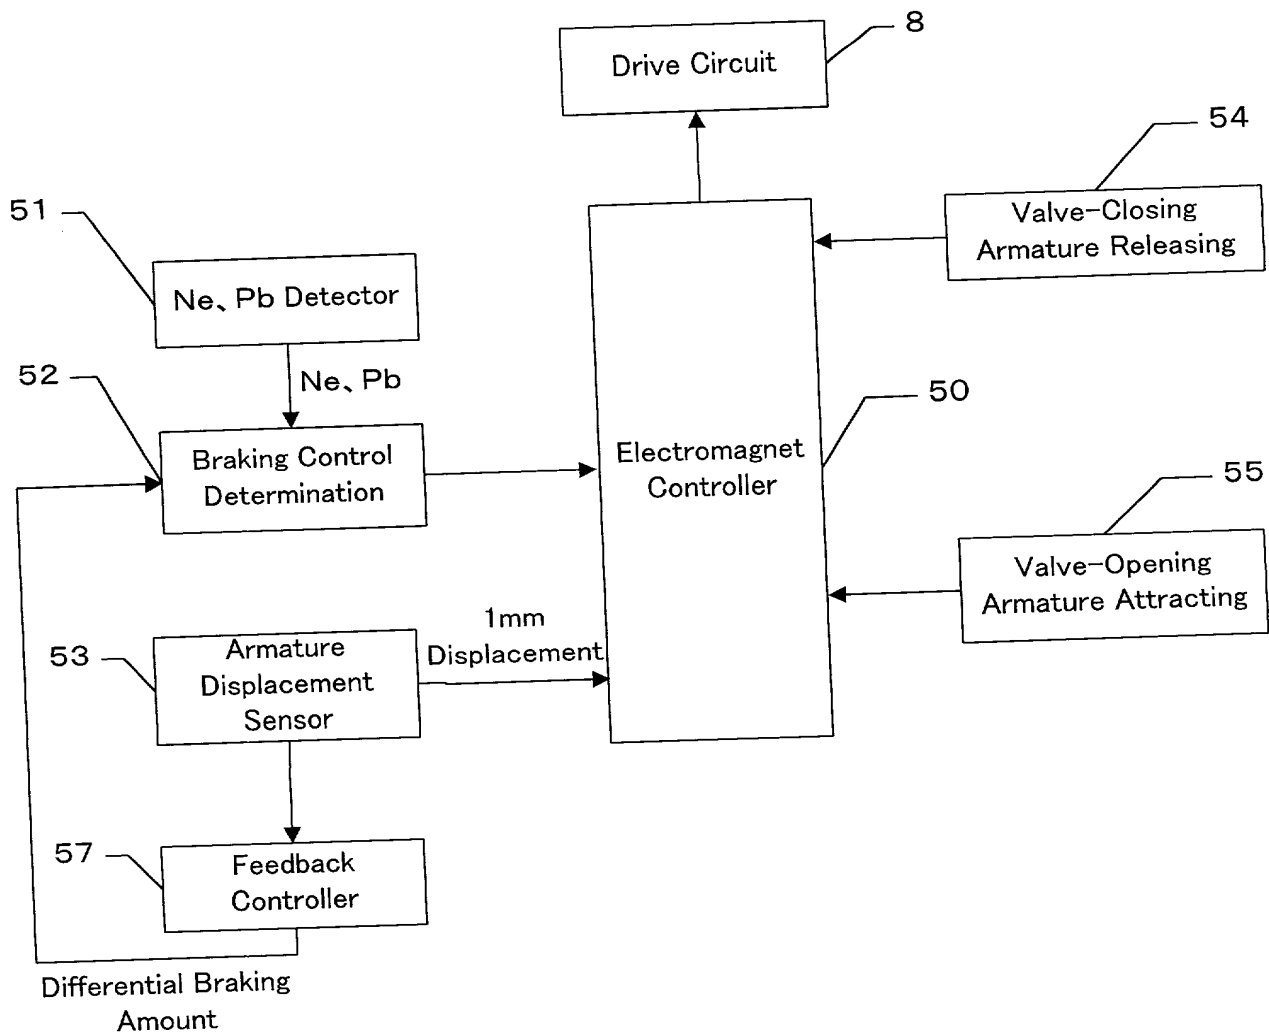 8
Drive Circuit
54
Valve-Closing
Armature Releasing
51
Ne、Pb Detector
52
Ne、Pb
Braking Control
Determination
50
Electromagnet
Controller
55
Valve-Opening
Armature Attracting
1mm
Displacement
53
Armature
Displacement
Sensor
57
Feedback
Controller
Differential Braking
Amount